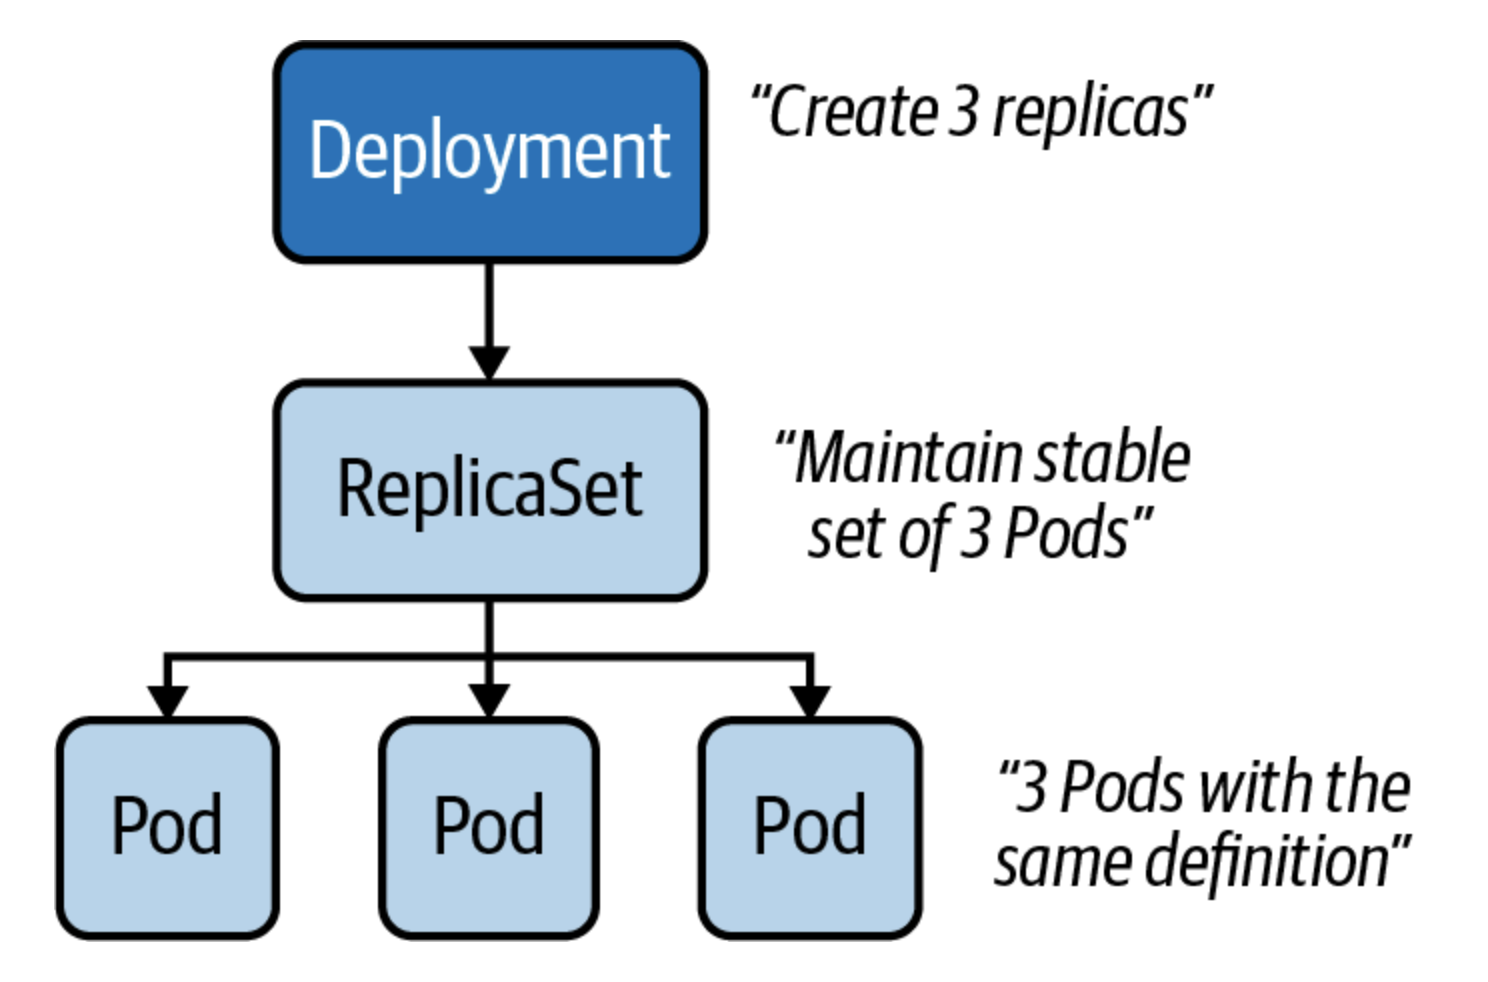 Deployment
“Create 3 replicas”
ReplicaSet
“Maintain stable
set of 3 Pods”
Pod
Pod
Pod
“3 Pods with the
same definition”